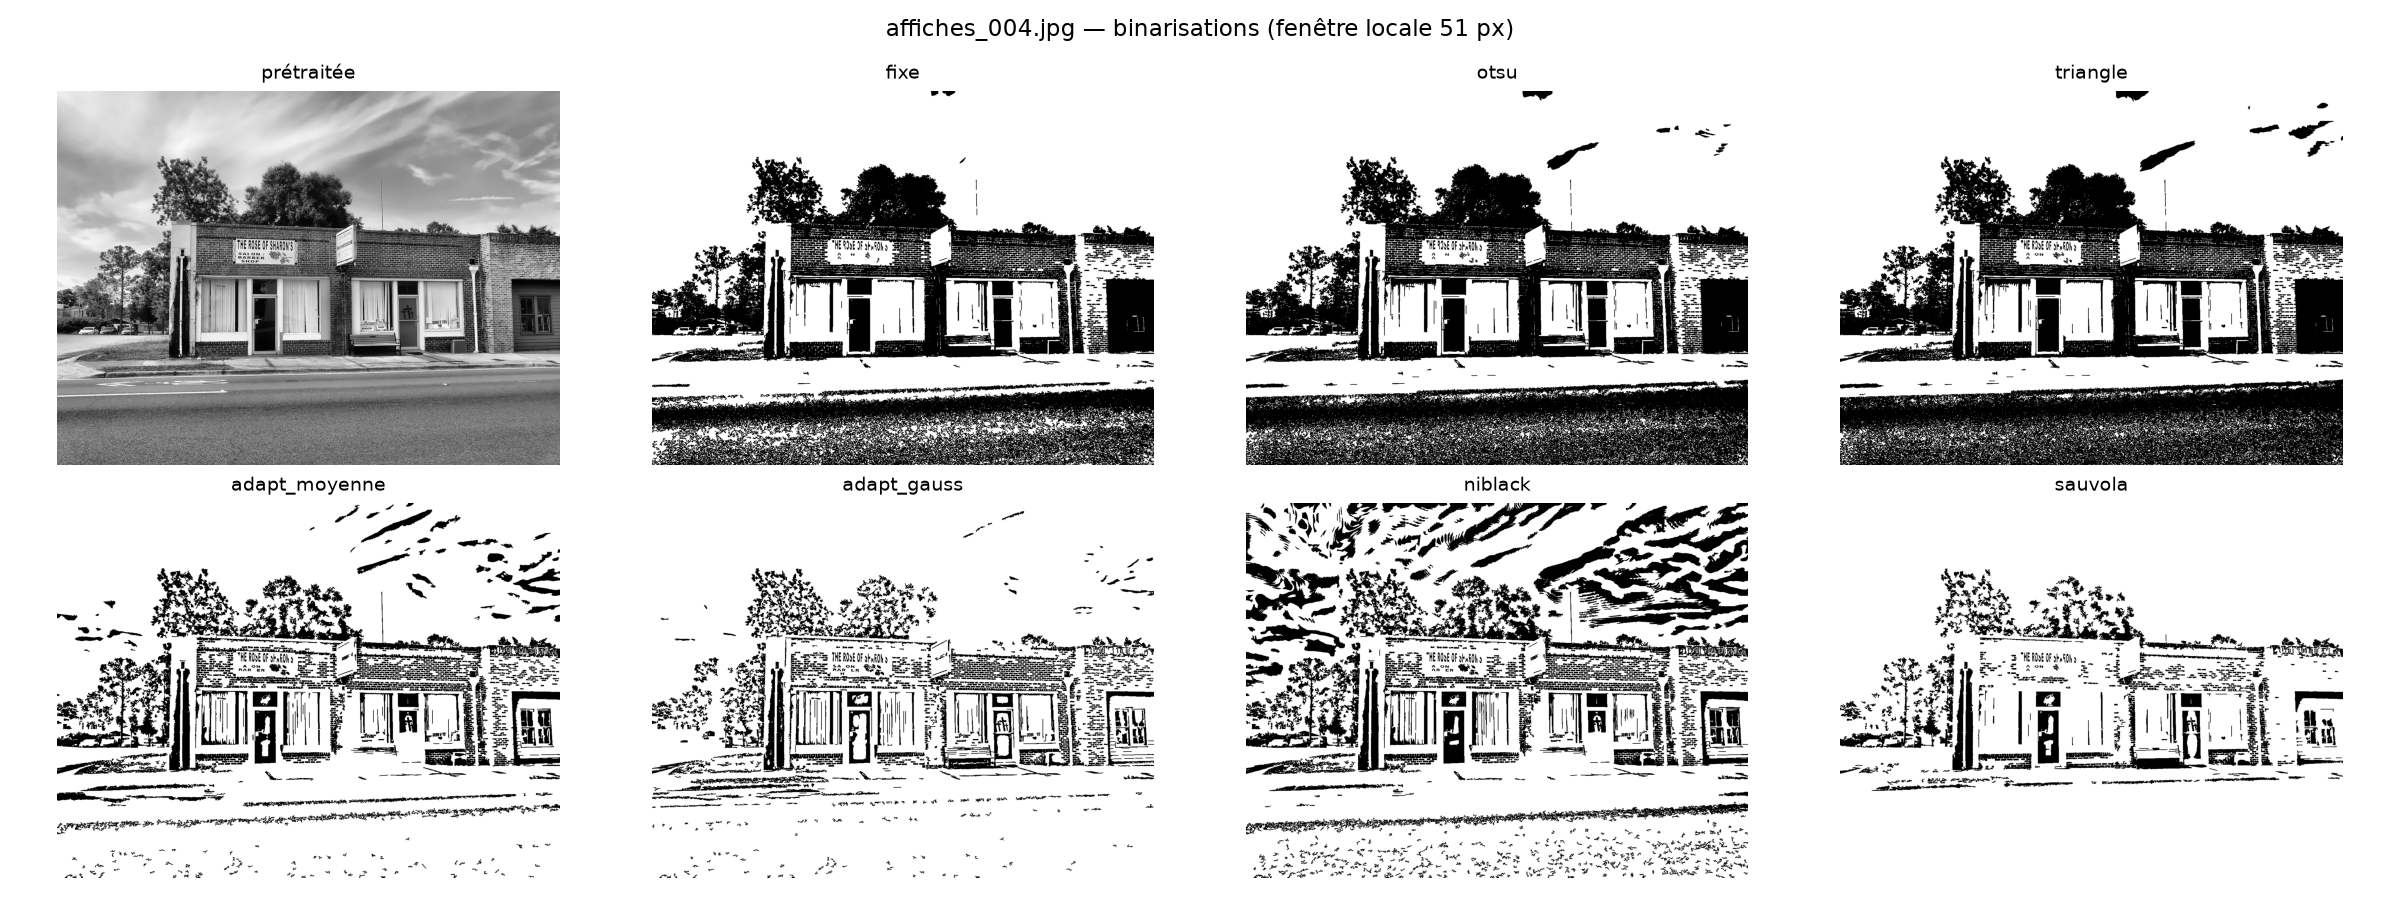 affiches_004.jpg — binarisations (fenêtre locale 51 px)
prétraitée
fixe
otsu
triangle
THE ROSE OF SHARON'S
SALON
BARBER
SHOP
adapt_moyenne
adapt_gauss
niblack
sauvola